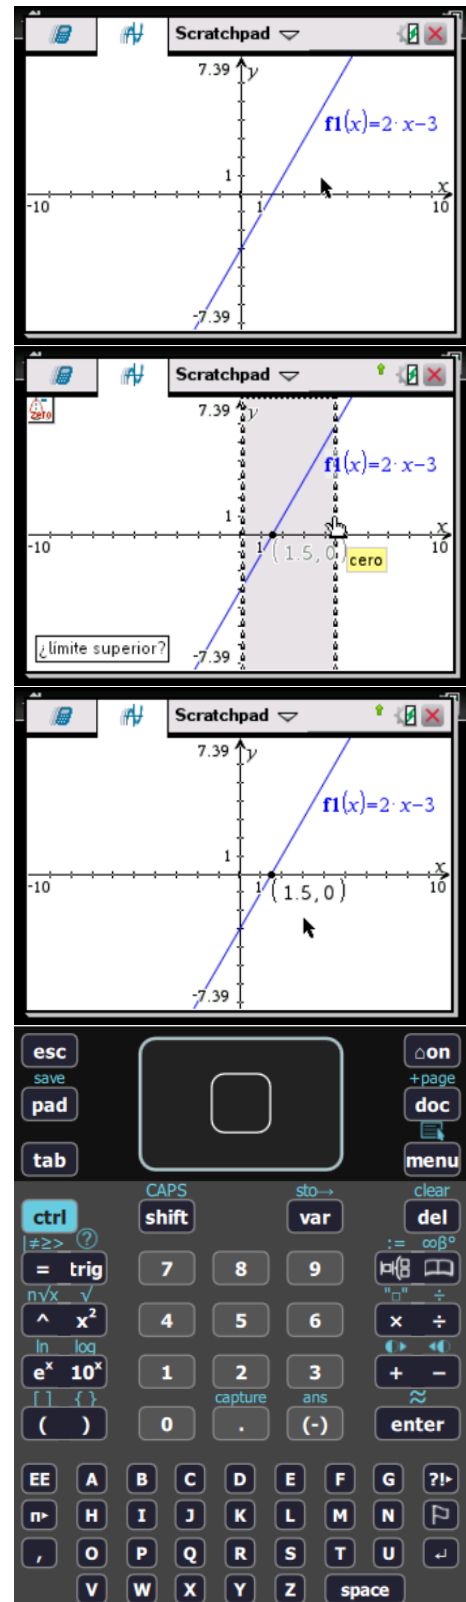 Scratchpad
7.39
y
f1(x)=2·x−3
1
x
-10
1
10
-7.39
Scratchpad
zero
7.39
y
f1(x)=2·x−3
1
x
-10
1
(1.5,0)
10
cero
¿límite superior?
-7.39
Scratchpad
7.39
y
f1(x)=2·x−3
1
x
-10
1
(1.5,0)
10
-7.39
esc
⌂on
save
+page
pad
doc
tab
menu
CAPS
sto→
clear
ctrl
shift
var
del
|≠≥>
?
:=
∞β°
=
trig
7
8
9
n√x
√
"□"
÷
^
x²
4
5
6
×
÷
ln
log
eˣ
10ˣ
1
2
3
+
−
[ ]
{ }
capture
ans
≈
(
)
0
.
(-)
enter
EE A B C D E F G ?!▸
π▸ H I J K L M N
, O P Q R S T U ↵
V W X Y Z space